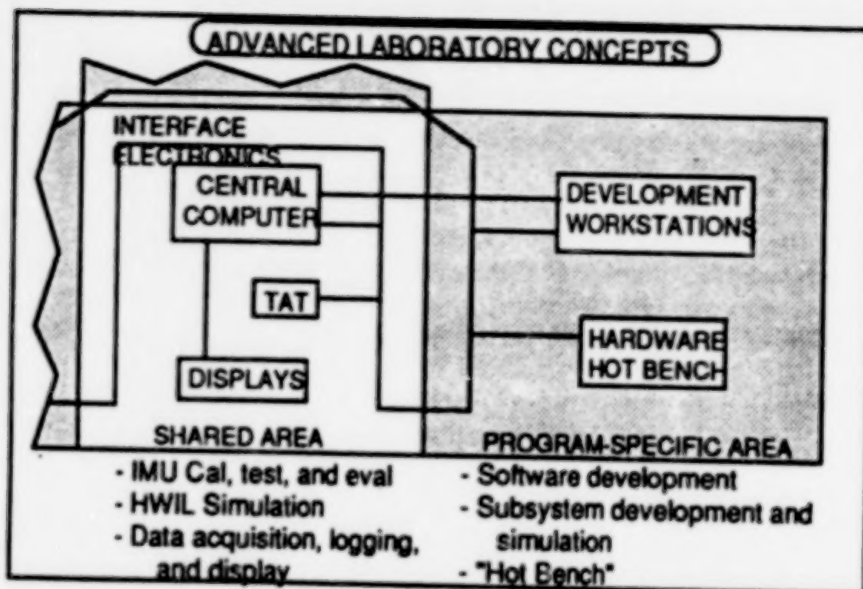 ADVANCED LABORATORY CONCEPTS
INTERFACE
ELECTRONICS
CENTRAL
COMPUTER
DEVELOPMENT
WORKSTATIONS
TAT
HARDWARE
HOT BENCH
DISPLAYS
SHARED AREA
- IMU Cal, test, and eval
- HWIL Simulation
- Data acquisition, logging,
and display
PROGRAM-SPECIFIC AREA
- Software development
- Subsystem development and
simulation
- "Hot Bench"